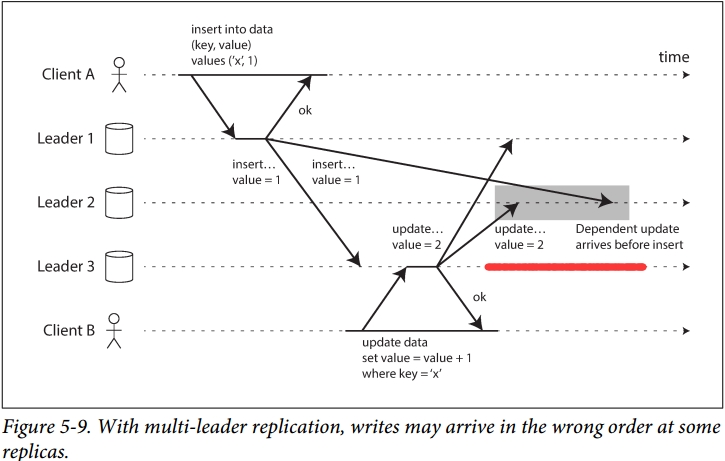 insert into data
(key, value)
values (‘x’, 1)
time
Client A
ok
Leader 1
insert…
value = 1
insert…
value = 1
Leader 2
update…
value = 2
update…
value = 2
Dependent update
arrives before insert
Leader 3
ok
Client B
update data
set value = value + 1
where key = ‘x’
Figure 5-9. With multi-leader replication, writes may arrive in the wrong order at some
replicas.